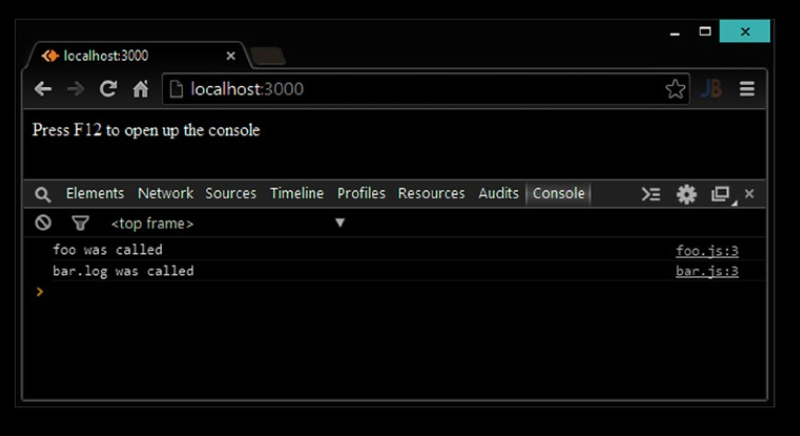 localhost:3000
localhost:3000
JB
Press F12 to open up the console
Elements Network Sources Timeline Profiles Resources Audits Console
<top frame>
foo was called foo.js:3
bar.log was called bar.js:3